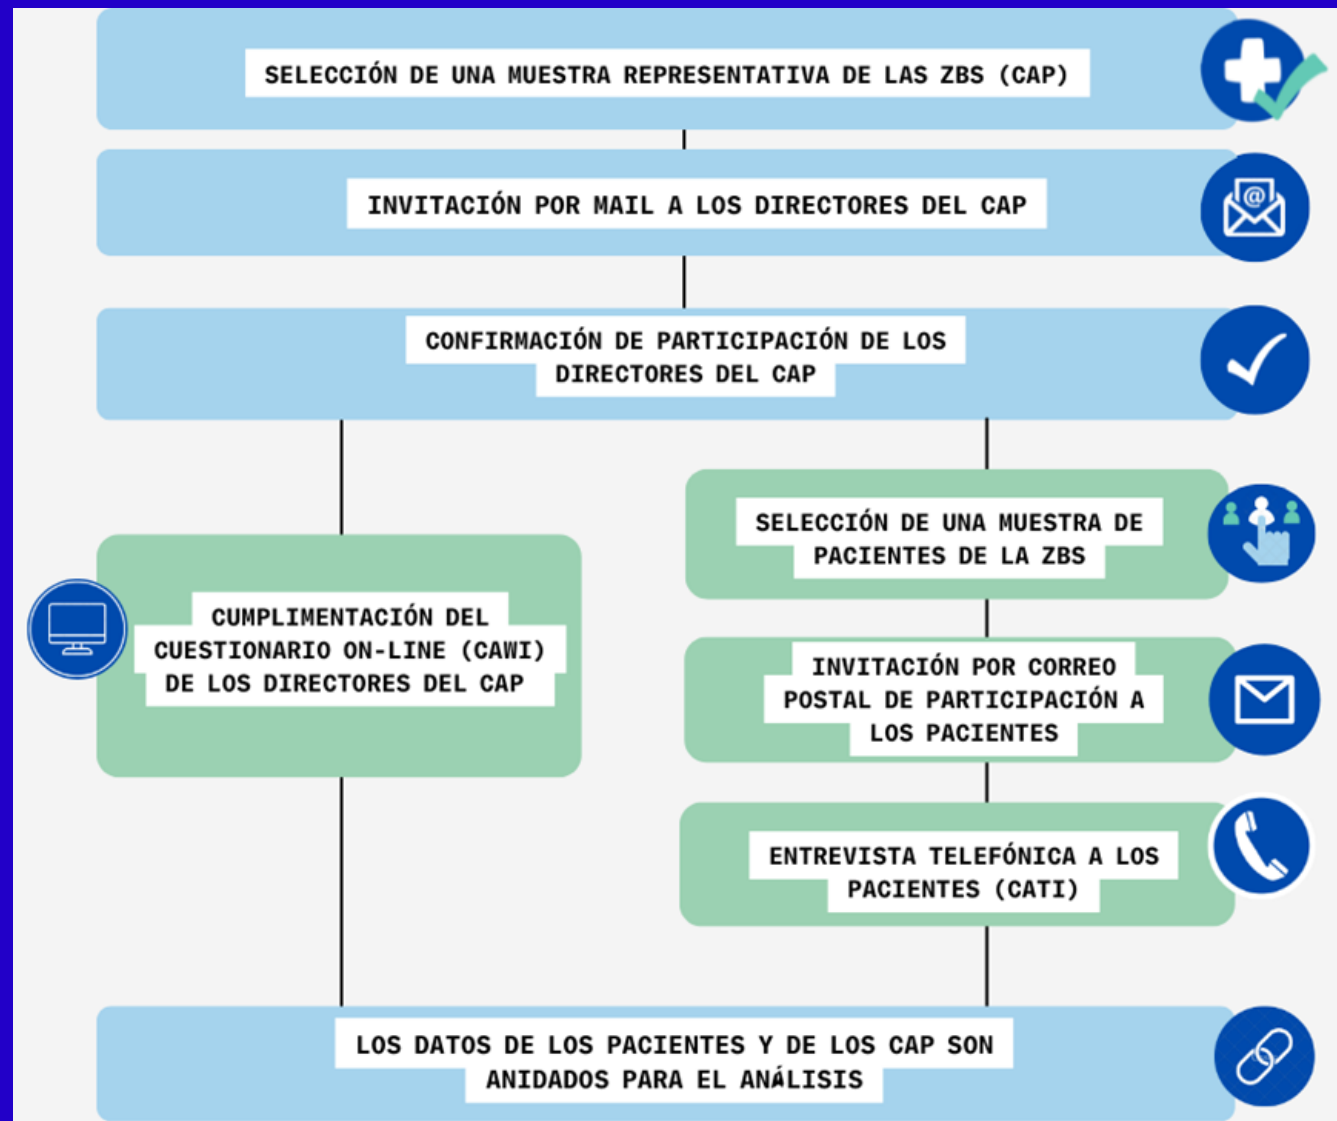 SELECCIÓN DE UNA MUESTRA REPRESENTATIVA DE LAS ZBS (CAP)
@
INVITACIÓN POR MAIL A LOS DIRECTORES DEL CAP
CONFIRMACIÓN DE PARTICIPACIÓN DE LOS
DIRECTORES DEL CAP
CUMPLIMENTACIÓN DEL
CUESTIONARIO ON-LINE (CAWI)
DE LOS DIRECTORES DEL CAP
SELECCIÓN DE UNA MUESTRA DE
PACIENTES DE LA ZBS
INVITACIÓN POR CORREO
POSTAL DE PARTICIPACIÓN A
LOS PACIENTES
ENTREVISTA TELEFÓNICA A LOS
PACIENTES (CATI)
LOS DATOS DE LOS PACIENTES Y DE LOS CAP SON
ANIDADOS PARA EL ANÁLISIS